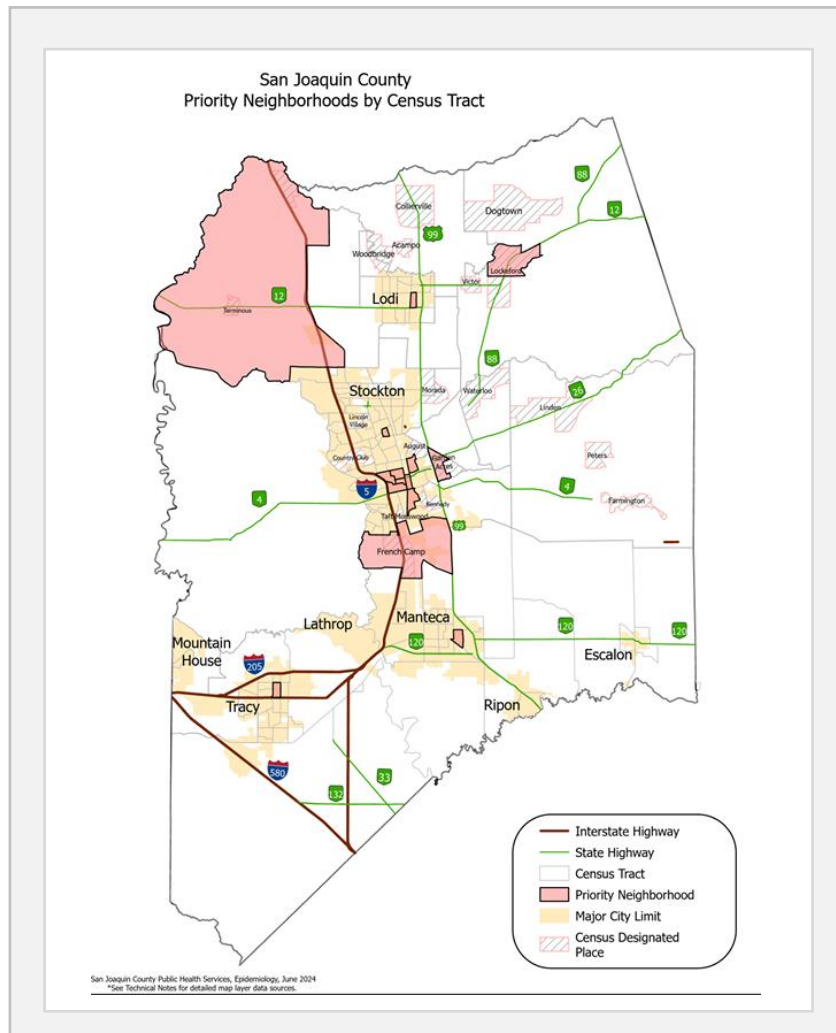 San Joaquin County
Priority Neighborhoods by Census Tract
88
Collierville
Dogtown
12
99
Acampo
Woodbridge
Lockeford
Victor
12
Lodi
Terminous
88
26
Stockton
Morada
Waterloo
Linden
Lincoln
Village
August
Country Club
Garden
Acres
Peters
5
4
4
Kennedy
Farmington
Taft Mosswood
99
French Camp
Lathrop
Manteca
120
120
120
Mountain
House
Escalon
205
Tracy
Ripon
580
33
132
Interstate Highway
State Highway
Census Tract
Priority Neighborhood
Major City Limit
Census Designated
Place
San Joaquin County Public Health Services, Epidemiology, June 2024
*See Technical Notes for detailed map layer data sources.